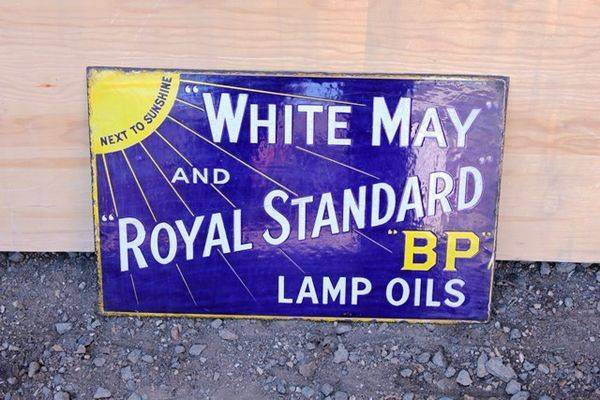 NEXT TO SUNSHINE
"WHITE MAY"
AND
"ROYAL STANDARD"
"BP"
LAMP OILS